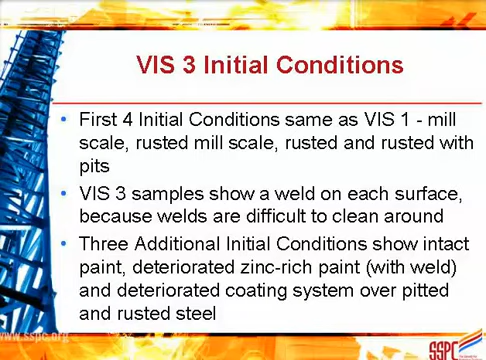 VIS 3 Initial Conditions
• First 4 Initial Conditions same as VIS 1 - mill
scale, rusted mill scale, rusted and rusted with
pits
• VIS 3 samples show a weld on each surface,
because welds are difficult to clean around
• Three Additional Initial Conditions show intact
paint, deteriorated zinc-rich paint (with weld)
and deteriorated coating system over pitted
and rusted steel
www.sspc.org
SSPC